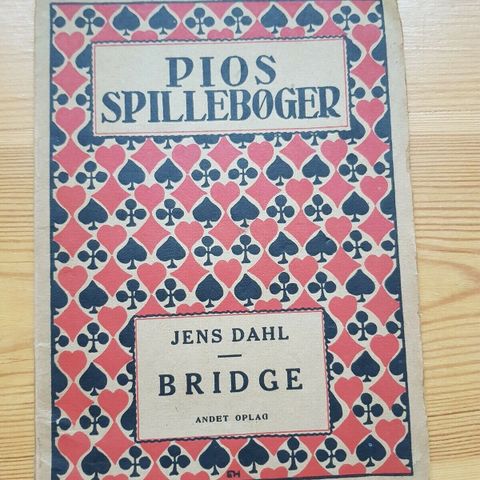 PIOS
SPILLEBØGER
JENS DAHL
BRIDGE
ANDET OPLAG